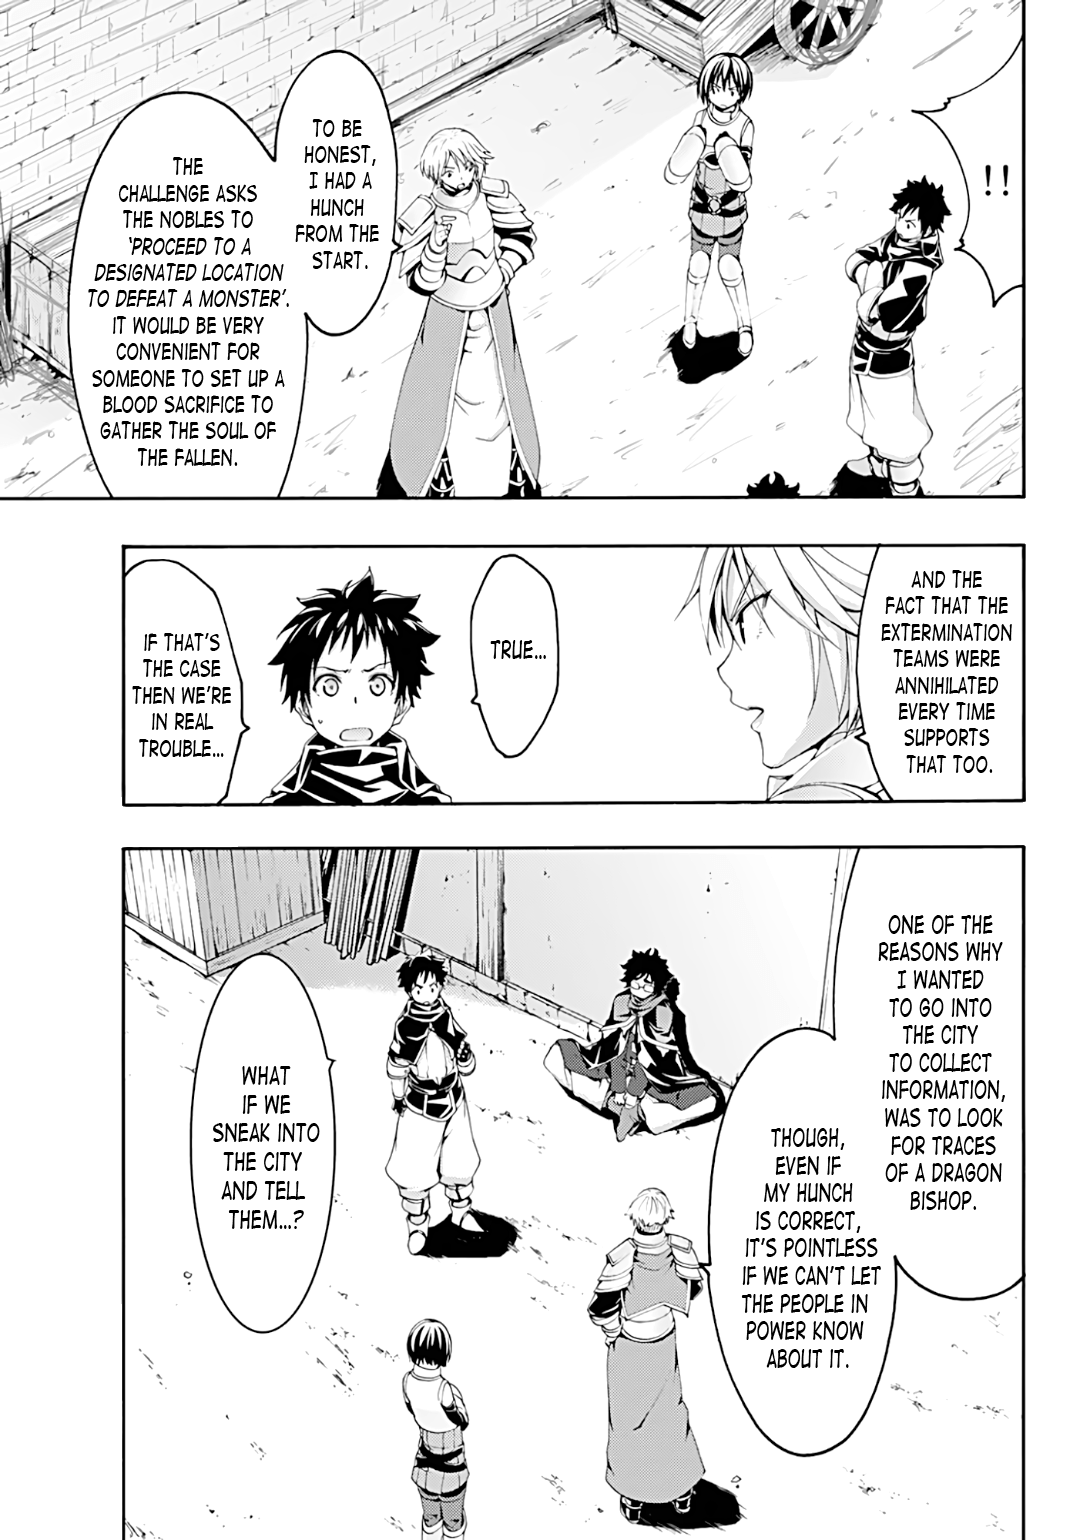 !!
TO BE
HONEST,
I HAD A
HUNCH
FROM THE
START.
THE
CHALLENGE ASKS
THE NOBLES TO
'PROCEED TO A
DESIGNATED LOCATION
TO DEFEAT A MONSTER'.
IT WOULD BE VERY
CONVENIENT FOR
SOMEONE TO SET UP A
BLOOD SACRIFICE TO
GATHER THE SOUL OF
THE FALLEN.
AND THE
FACT THAT THE
EXTERMINATION
TEAMS WERE
ANNIHILATED
EVERY TIME
SUPPORTS
THAT TOO.
TRUE...
IF THAT'S
THE CASE
THEN WE'RE
IN REAL
TROUBLE...
ONE OF THE
REASONS WHY
I WANTED
TO GO INTO
THE CITY
TO COLLECT
INFORMATION,
WAS TO LOOK
FOR TRACES
OF A DRAGON
BISHOP.
THOUGH,
EVEN IF
MY HUNCH
IS CORRECT,
IT'S POINTLESS
IF WE CAN'T LET
THE PEOPLE IN
POWER KNOW
ABOUT IT.
WHAT
IF WE
SNEAK INTO
THE CITY
AND TELL
THEM...?